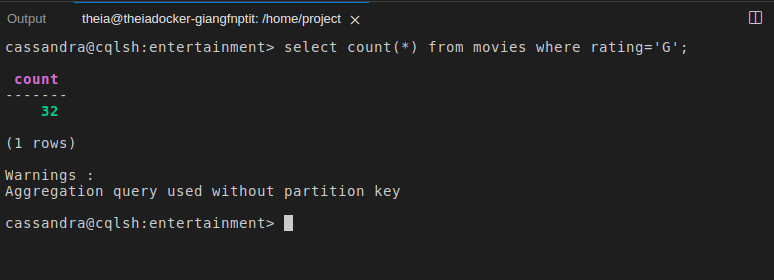 Output
theia@theiadocker-giangfnptit: /home/project
cassandra@cqlsh:entertainment> select count(*) from movies where rating='G';
count
-------
32
(1 rows)
Warnings :
Aggregation query used without partition key
cassandra@cqlsh:entertainment>